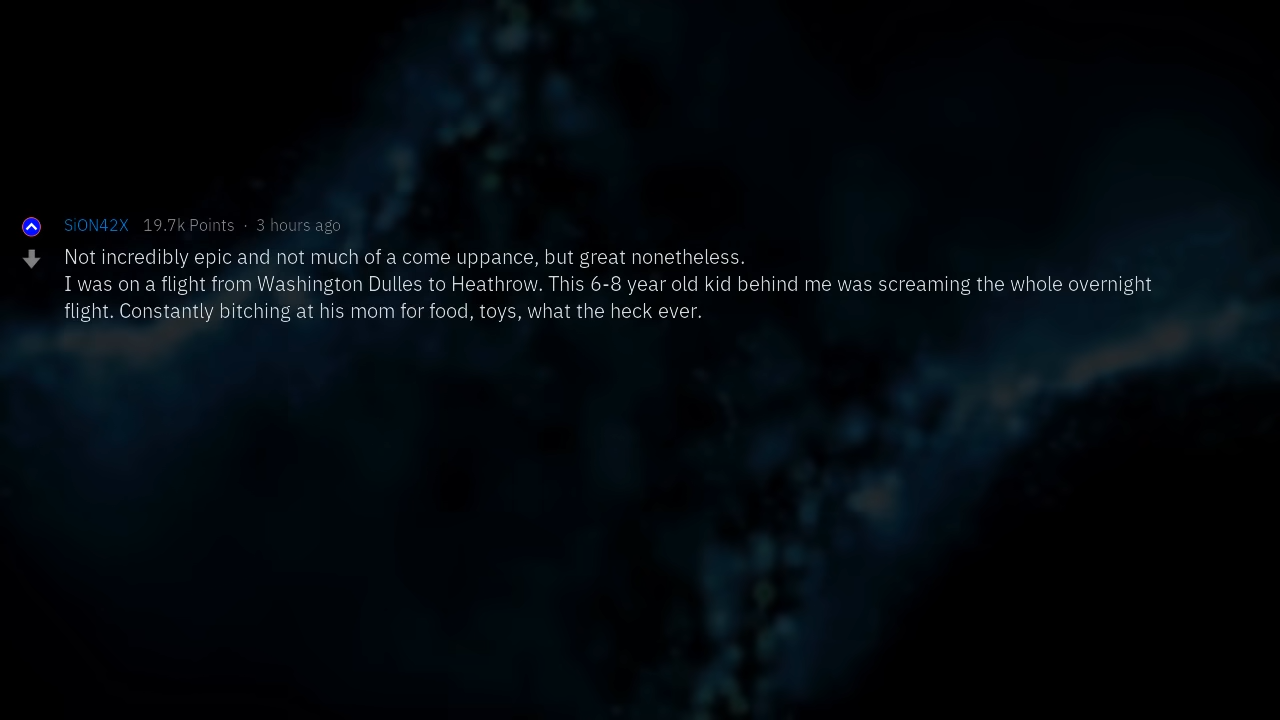 SiON42X 19.7k Points · 3 hours ago
Not incredibly epic and not much of a come uppance, but great nonetheless.
I was on a flight from Washington Dulles to Heathrow. This 6-8 year old kid behind me was screaming the whole overnight
flight. Constantly bitching at his mom for food, toys, what the heck ever.